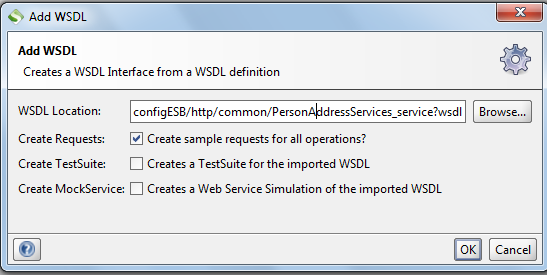 Add WSDL
Add WSDL
Creates a WSDL Interface from a WSDL definition
WSDL Location: configESB/http/common/PersonAddressServices_service?wsdl Browse...
Create Requests: Create sample requests for all operations?
Create TestSuite: Creates a TestSuite for the imported WSDL
Create MockService: Creates a Web Service Simulation of the imported WSDL
OK Cancel